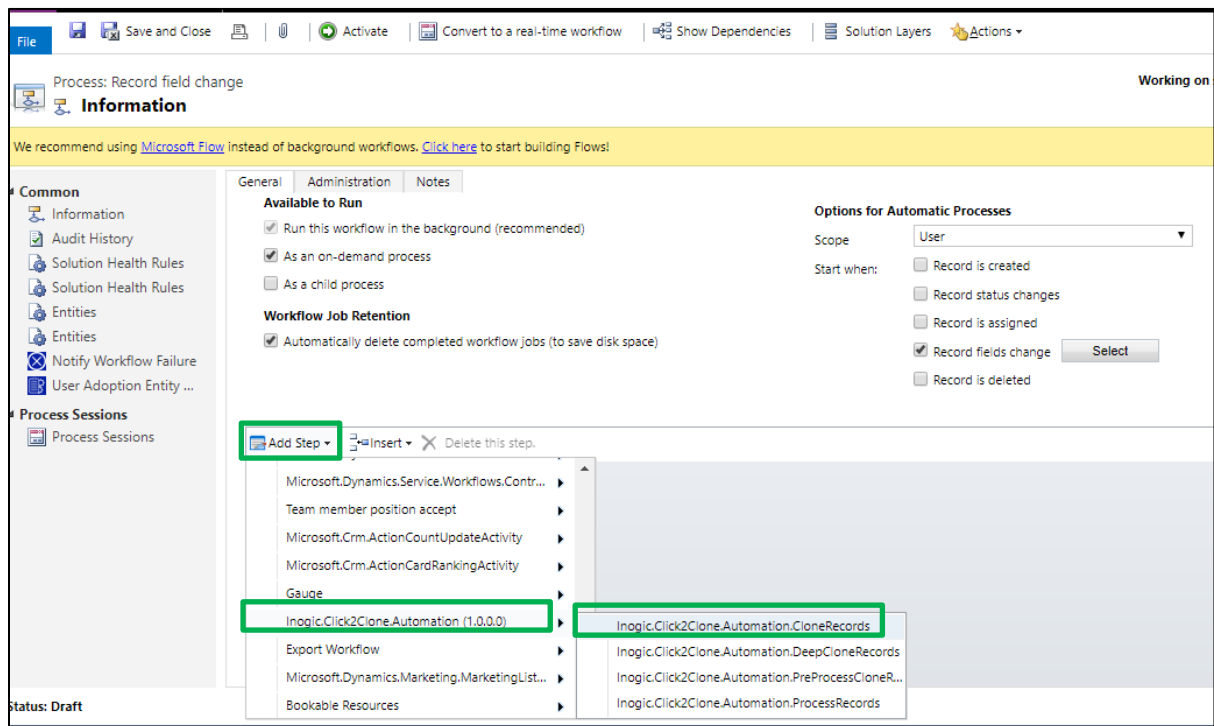 File Save and Close Activate Convert to a real-time workflow Show Dependencies Solution Layers Actions
Process: Record field change
Information
Working on
We recommend using Microsoft Flow instead of background workflows. Click here to start building Flows!
Common
Information
Audit History
Solution Health Rules
Solution Health Rules
Entities
Entities
Notify Workflow Failure
User Adoption Entity ...
Process Sessions
Process Sessions
General Administration Notes
Available to Run
Run this workflow in the background (recommended)
As an on-demand process
As a child process
Workflow Job Retention
Automatically delete completed workflow jobs (to save disk space)
Options for Automatic Processes
Scope User
Start when: Record is created
Record status changes
Record is assigned
Record fields change Select
Record is deleted
Add Step Insert Delete this step.
Microsoft.Dynamics.Service.Workflows.Contr...
Team member position accept
Microsoft.Crm.ActionCountUpdateActivity
Microsoft.Crm.ActionCardRankingActivity
Gauge
Inogic.Click2Clone.Automation (1.0.0.0)
Export Workflow
Microsoft.Dynamics.Marketing.MarketingList...
Bookable Resources
Inogic.Click2Clone.Automation.CloneRecords
Inogic.Click2Clone.Automation.DeepCloneRecords
Inogic.Click2Clone.Automation.PreProcessCloneR...
Inogic.Click2Clone.Automation.ProcessRecords
Status: Draft